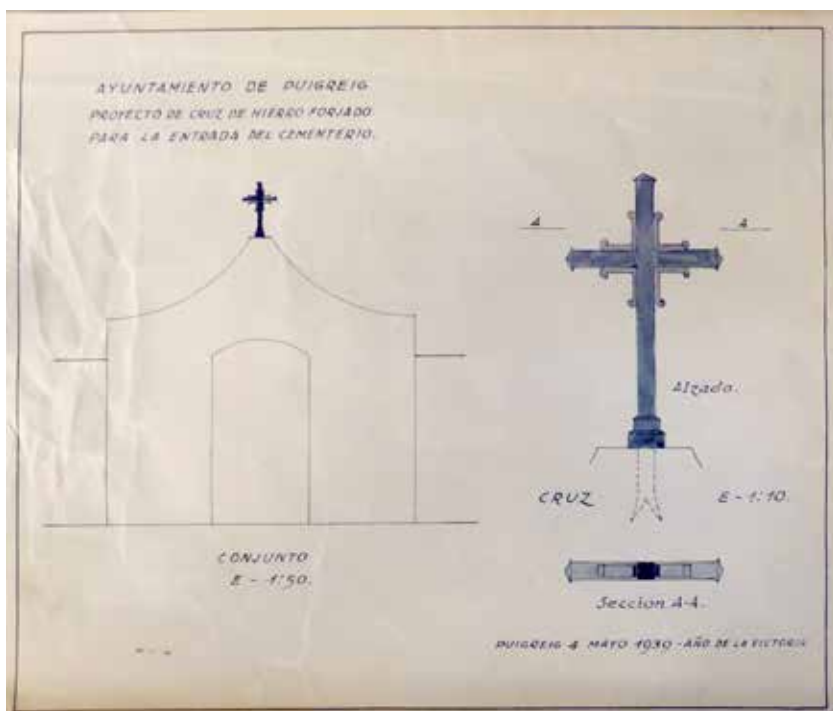 AYUNTAMIENTO DE PUIGREIG
PROYECTO DE CRUZ DE HIERRO FORJADO
PARA LA ENTRADA DEL CEMENTERIO.
A A
Alzado.
CRUZ E - 1:10.
CONJUNTO
E - 1:50.
Seccion A-A.
PUIGREIG 4 MAYO 1939 - AÑO DE LA VICTORIA